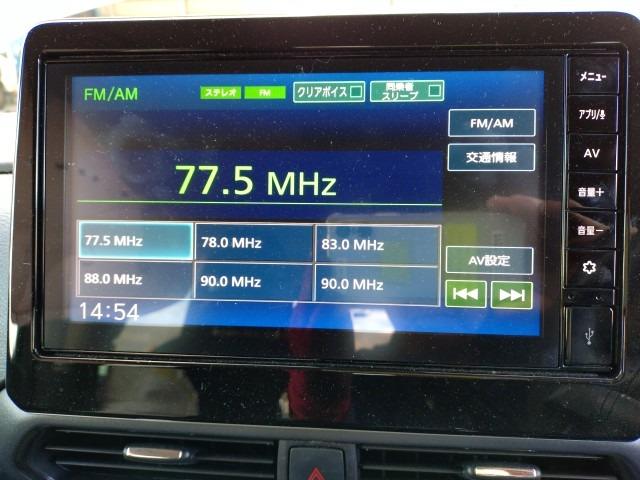 FM/AM
ステレオ
FM
クリアボイス
同乗者
スリープ
FM/AM
交通情報
77.5 MHz
77.5 MHz
78.0 MHz
83.0 MHz
88.0 MHz
90.0 MHz
90.0 MHz
AV設定
14:54
メニュー
アプリ/
AV
音量+
音量-